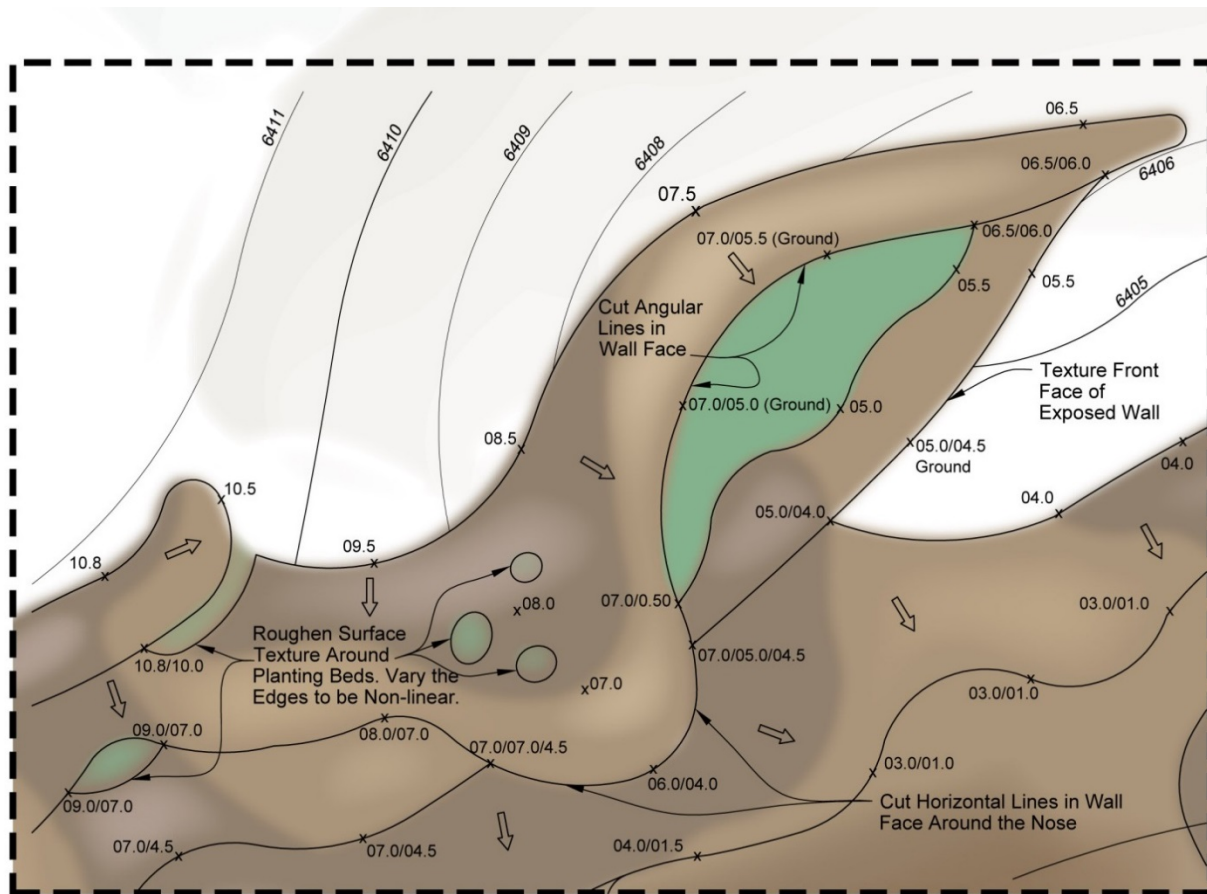 6411
6410
6409
6408
06.5
06.5/06.0
6406
07.5
07.0/05.5 (Ground)
06.5/06.0
05.5
05.5
6405
Cut Angular
Lines in
Wall Face
Texture Front
Face of
Exposed Wall
07.0/05.0 (Ground)
05.0
08.5
05.0/04.5
Ground
04.0
10.5
05.0/04.0
04.0
10.8
09.5
07.0/0.50
08.0
03.0/01.0
Roughen Surface
Texture Around
Planting Beds. Vary the
Edges to be Non-linear.
10.8/10.0
07.0/05.0/04.5
07.0
03.0/01.0
09.0/07.0
08.0/07.0
07.0/07.0/4.5
06.0/04.0
03.0/01.0
09.0/07.0
Cut Horizontal Lines in Wall
Face Around the Nose
07.0/4.5
07.0/04.5
04.0/01.5